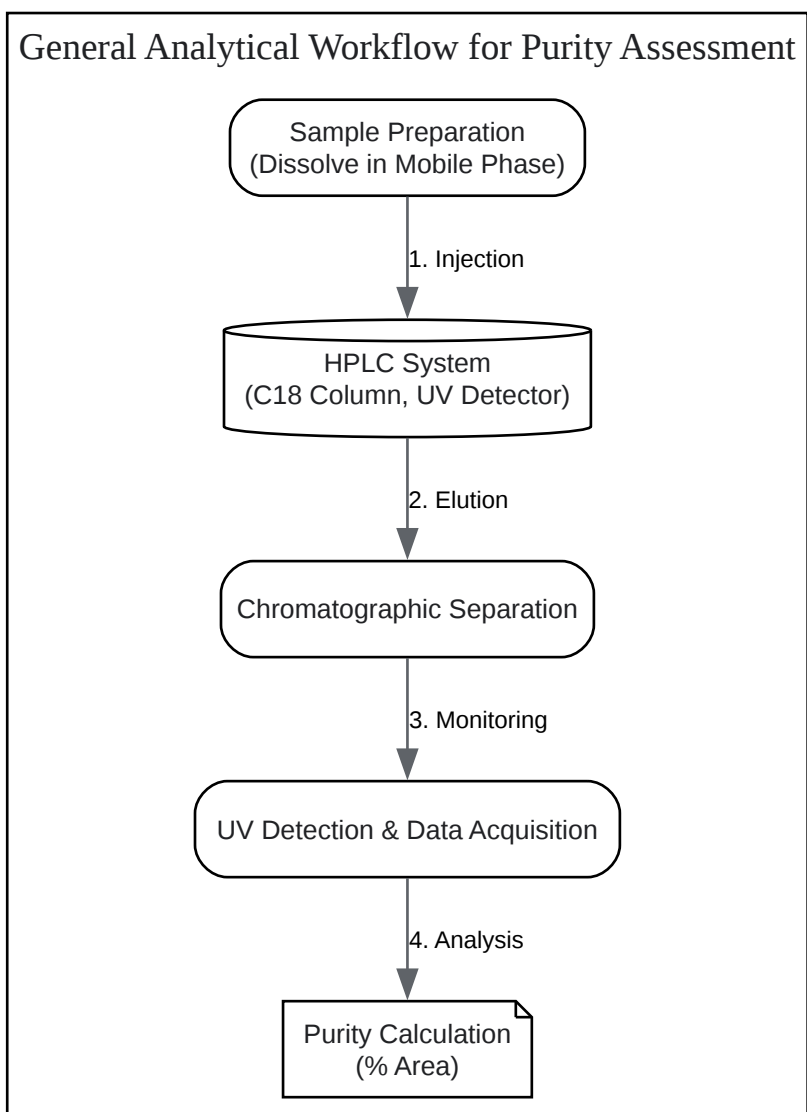 General Analytical Workflow for Purity Assessment
Sample Preparation
(Dissolve in Mobile Phase)
1. Injection
HPLC System
(C18 Column, UV Detector)
2. Elution
Chromatographic Separation
3. Monitoring
UV Detection & Data Acquisition
4. Analysis
Purity Calculation
(% Area)